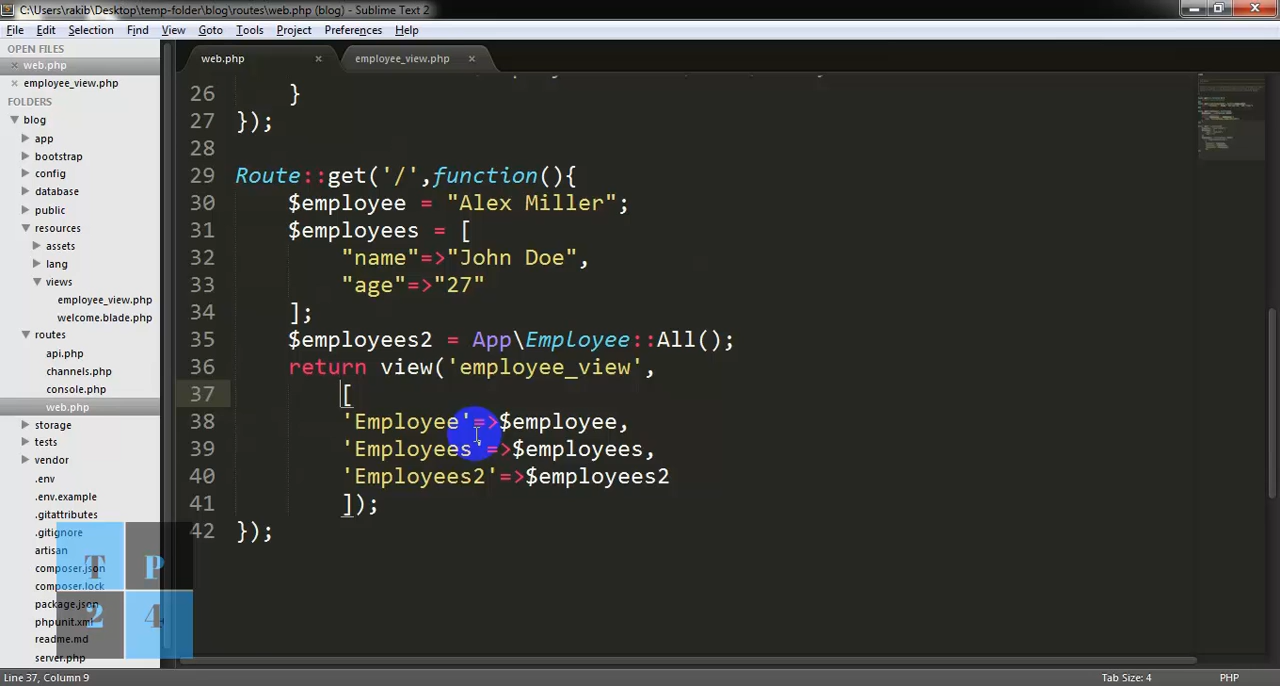 C:\Users\rakib\Desktop\temp-folder\blog\routes\web.php (blog) - Sublime Text 2
File Edit Selection Find View Goto Tools Project Preferences Help
OPEN FILES
web.php
employee_view.php
FOLDERS
blog
app
bootstrap
config
database
public
resources
assets
lang
views
employee_view.php
welcome.blade.php
routes
api.php
channels.php
console.php
web.php
storage
tests
vendor
.env
.env.example
.gitattributes
.gitignore
artisan
composer.json
composer.lock
package.json
phpunit.xml
readme.md
server.php
T P
2 4
web.php employee_view.php
26 }
27 });
28
29 Route::get('/',function(){
30 $employee = "Alex Miller";
31 $employees = [
32 "name"=>"John Doe",
33 "age"=>"27"
34 ];
35 $employees2 = App\Employee::All();
36 return view('employee_view',
37 [
38 'Employee'=>$employee,
39 'Employees'=>$employees,
40 'Employees2'=>$employees2
41 ]);
42 });
Line 37, Column 9 Tab Size: 4 PHP